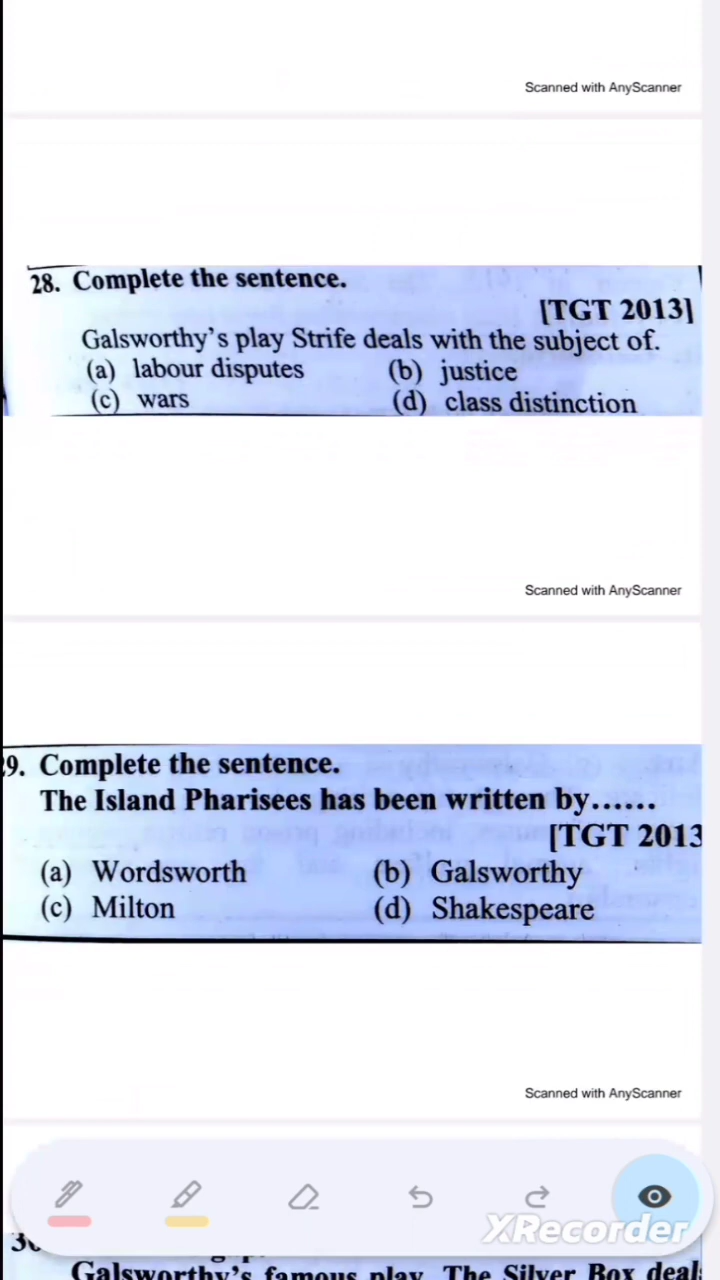 Scanned with AnyScanner
28. Complete the sentence.
[TGT 2013]
Galsworthy's play Strife deals with the subject of.
(a) labour disputes (b) justice
(c) wars (d) class distinction
Scanned with AnyScanner
29. Complete the sentence.
The Island Pharisees has been written by......
[TGT 2013
(a) Wordsworth (b) Galsworthy
(c) Milton (d) Shakespeare
Scanned with AnyScanner
XRecorder
Galsworthy's famous play The Silver Box deals